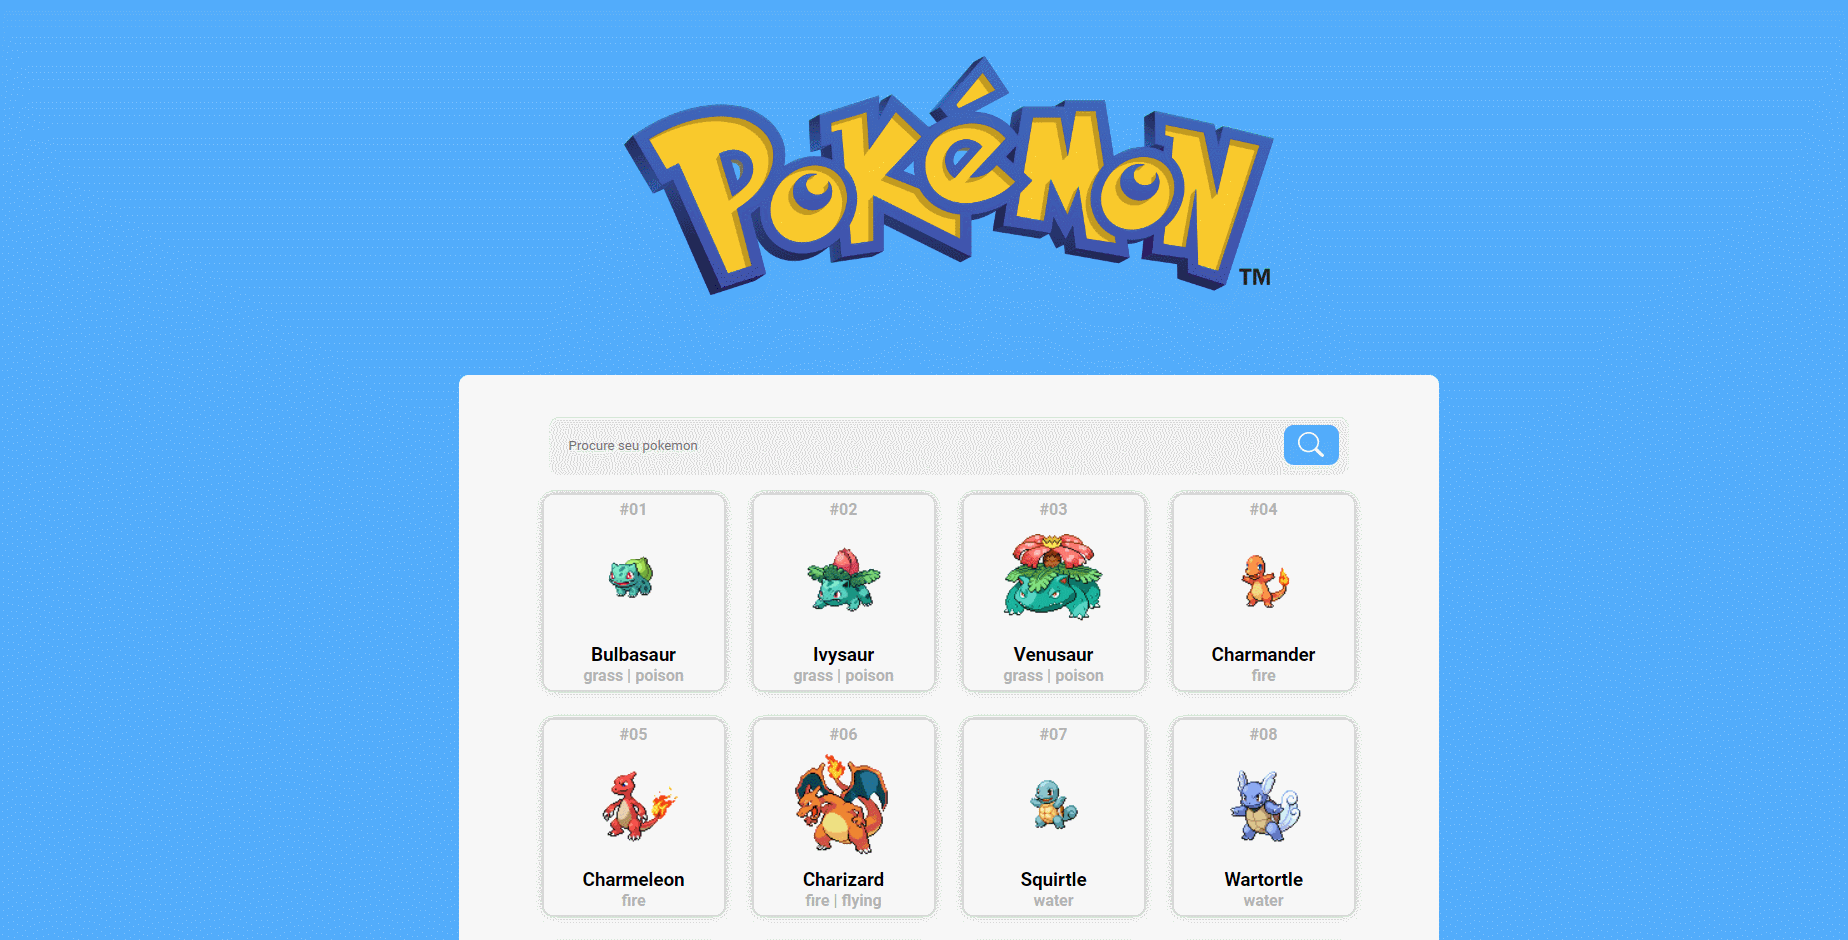 POKéMON
TM
Procure seu pokemon
#01
#02
#03
#04
Bulbasaur
Ivysaur
Venusaur
Charmander
grass | poison
grass | poison
grass | poison
fire
#05
#06
#07
#08
Charmeleon
Charizard
Squirtle
Wartortle
fire
fire | flying
water
water